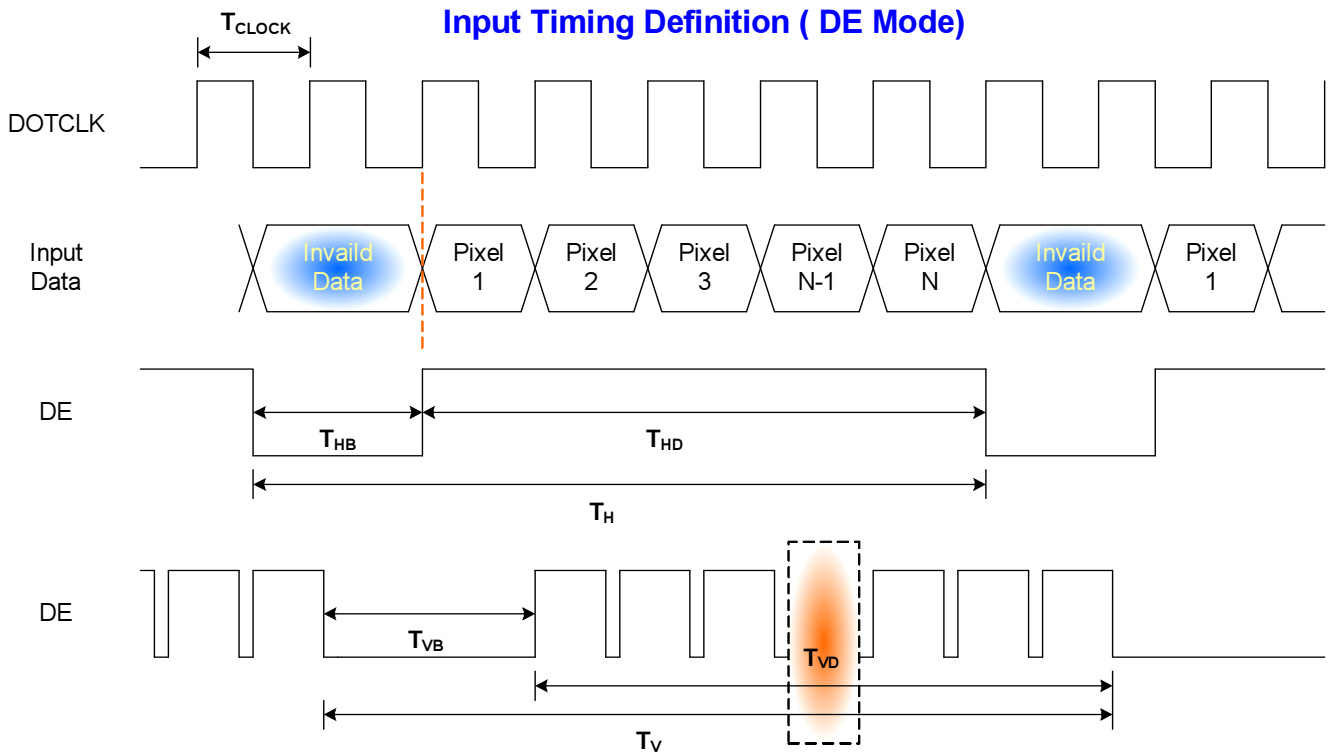 Input Timing Definition ( DE Mode)
TCLOCK
DOTCLK
Input
Data
Invaild
Data
Pixel
1
Pixel
2
Pixel
3
Pixel
N-1
Pixel
N
Invaild
Data
Pixel
1
DE
THB
THD
TH
DE
TVB
TVD
TV